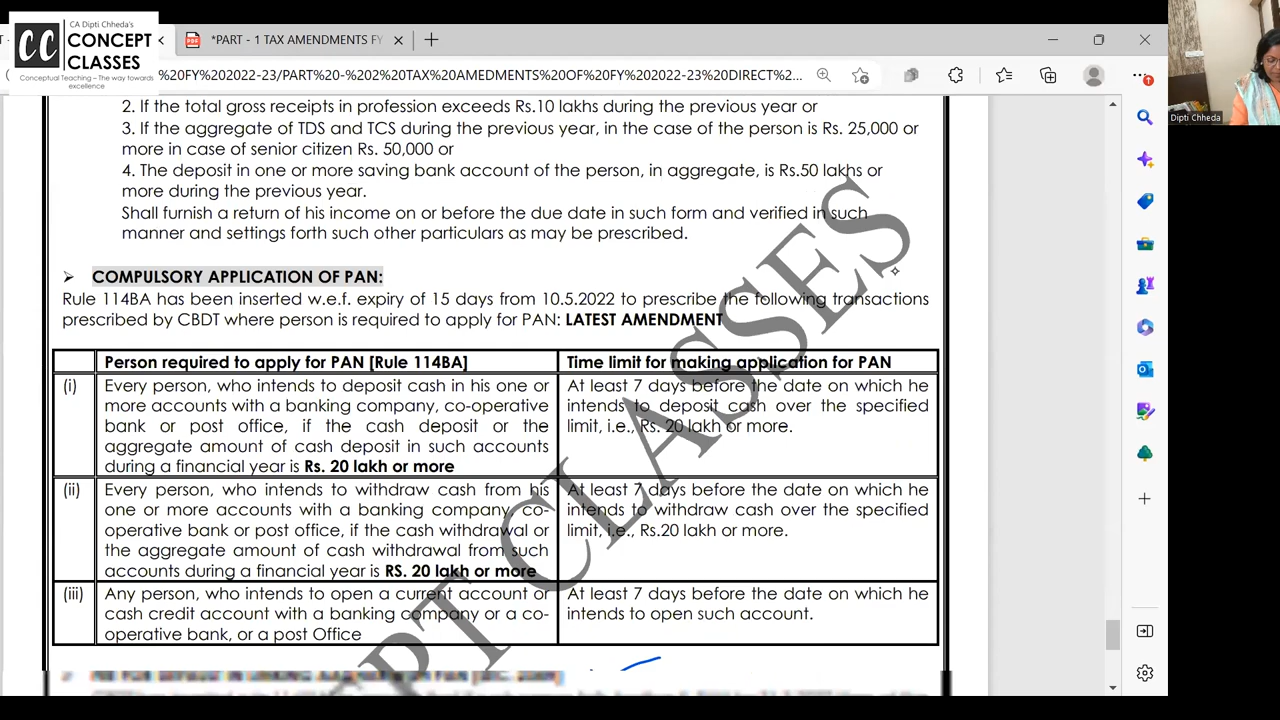 CA Dipti Chheda's
CONCEPT
CLASSES
Conceptual Teaching – The way towards
excellence
*PART - 1 TAX AMENDMENTS FY
%20FY%202022-23/PART%20-%202%20TAX%20AMEDMENTS%20OF%20FY%202022-23%20DIRECT%2...
Dipti Chheda
2. If the total gross receipts in profession exceeds Rs.10 lakhs during the previous year or
3. If the aggregate of TDS and TCS during the previous year, in the case of the person is Rs. 25,000 or
more in case of senior citizen Rs. 50,000 or
4. The deposit in one or more saving bank account of the person, in aggregate, is Rs.50 lakhs or
more during the previous year.
Shall furnish a return of his income on or before the due date in such form and verified in such
manner and settings forth such other particulars as may be prescribed.
COMPULSORY APPLICATION OF PAN:
Rule 114BA has been inserted w.e.f. expiry of 15 days from 10.5.2022 to prescribe the following transactions
prescribed by CBDT where person is required to apply for PAN: LATEST AMENDMENT
Person required to apply for PAN [Rule 114BA]
Time limit for making application for PAN
(i)
Every person, who intends to deposit cash in his one or
more accounts with a banking company, co-operative
bank or post office, if the cash deposit or the
aggregate amount of cash deposit in such accounts
during a financial year is Rs. 20 lakh or more
At least 7 days before the date on which he
intends to deposit cash over the specified
limit, i.e., Rs. 20 lakh or more.
(ii)
Every person, who intends to withdraw cash from his
one or more accounts with a banking company, co-
operative bank or post office, if the cash withdrawal or
the aggregate amount of cash withdrawal from such
accounts during a financial year is RS. 20 lakh or more
At least 7 days before the date on which he
intends to withdraw cash over the specified
limit, i.e., Rs.20 lakh or more.
(iii)
Any person, who intends to open a current account or
cash credit account with a banking company or a co-
operative bank, or a post Office
At least 7 days before the date on which he
intends to open such account.
CEPT CLASSES